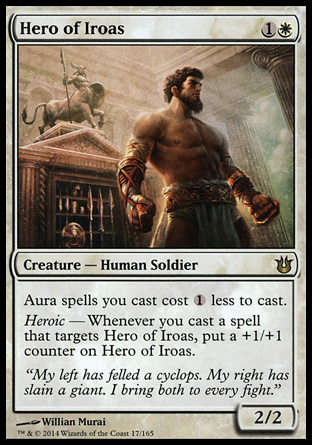 Hero of Iroas 1
Creature — Human Soldier
Aura spells you cast cost 1 less to cast.
Heroic — Whenever you cast a spell
that targets Hero of Iroas, put a +1/+1
counter on Hero of Iroas.
“My left has felled a cyclops. My right has
slain a giant. I bring both to every fight.”
Willian Murai
™ & © 2014 Wizards of the Coast 17/165
2/2